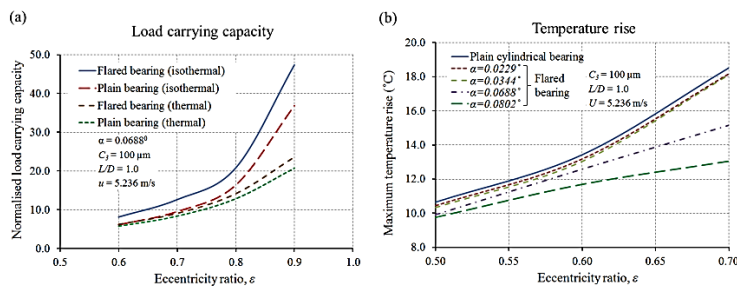 (a)
Load carrying capacity
Normalised load carrying capacity
50.0
40.0
30.0
20.0
10.0
0.0
Flared bearing (isothermal)
Plain bearing (isothermal)
Flared bearing (thermal)
Plain bearing (thermal)
α = 0.0688⁰
C₃ = 100 μm
L/D = 1.0
u = 5.236 m/s
0.5 0.6 0.7 0.8 0.9 1.0
Eccentricity ratio, ε
(b)
Temperature rise
Maximum temperature rise (°C)
20.0
18.0
16.0
14.0
12.0
10.0
8.0
Plain cylindrical bearing
α=0.0229°
α=0.0344°
α=0.0688°
α=0.0802°
Flared
bearing
C₃ = 100 μm
L/D = 1.0
U = 5.236 m/s
0.50 0.55 0.60 0.65 0.70
Eccentricity ratio, ε